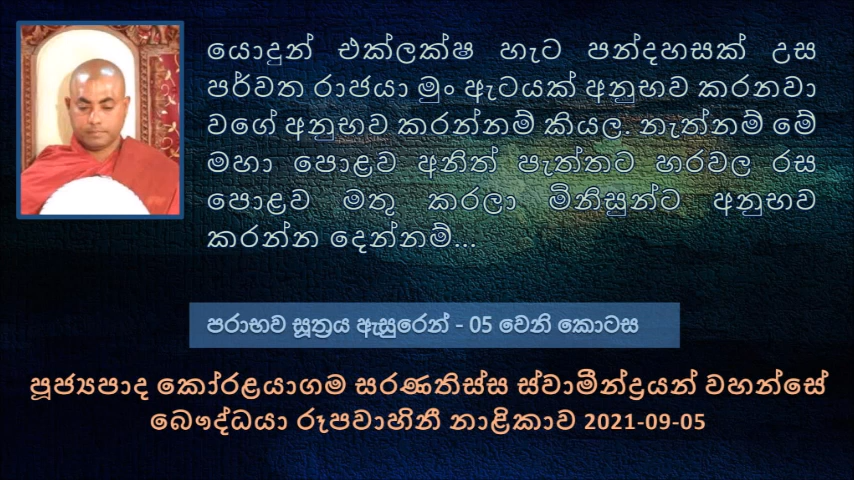 යොදුන් එක්ලක්ෂ හැට පන්දහසක් උස
පර්වත රාජයා මුං ඇටයක් අනුභව කරනවා
වගේ අනුභව කරන්නම් කියල. නැත්නම් මේ
මහා පොළව අනිත් පැත්තට හරවල රස
පොළව මතු කරලා මිනිසුන්ට අනුභව
කරන්න දෙන්නම්...
පරාභව සූත්‍රය ඇසුරෙන් - 05 වෙනි කොටස
පූජ්‍යපාද කෝරළයාගම සරණතිස්ස ස්වාමීන්ද්‍රයන් වහන්සේ
බෞද්ධයා රූපවාහිනී නාළිකාව 2021-09-05